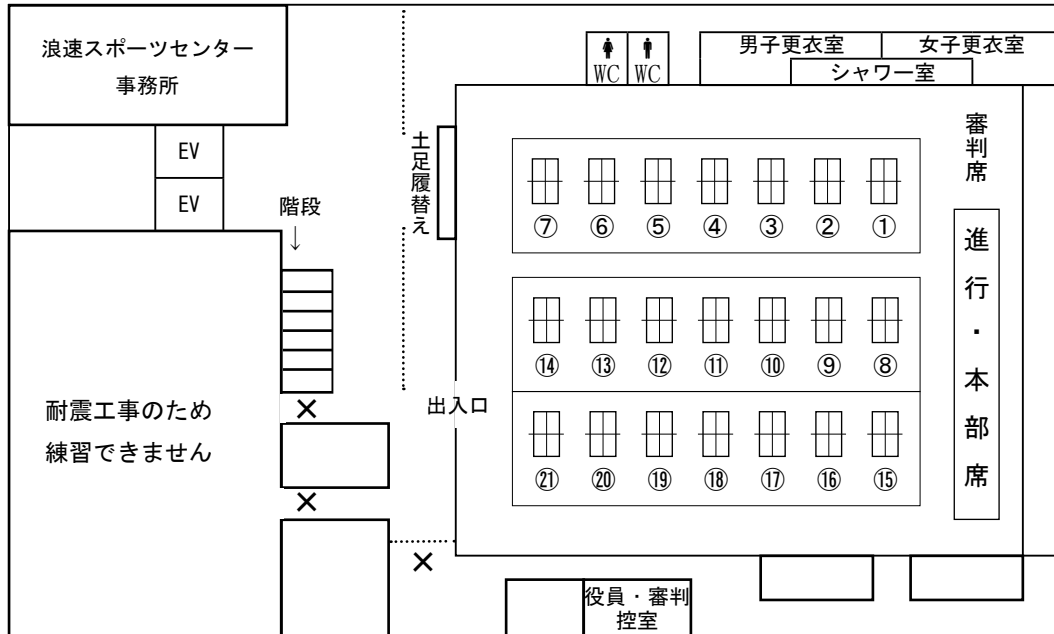 浪速スポーツセンター
事務所
EV
EV
階段
↓
耐震工事のため
練習できません
土足履替え
出入口
WC
WC
男子更衣室
女子更衣室
シャワー室
審判席
進行・本部席
⑦ ⑥ ⑤ ④ ③ ② ①
⑭ ⑬ ⑫ ⑪ ⑩ ⑨ ⑧
㉑ ⑳ ⑲ ⑱ ⑰ ⑯ ⑮
×
×
×
役員・審判
控室